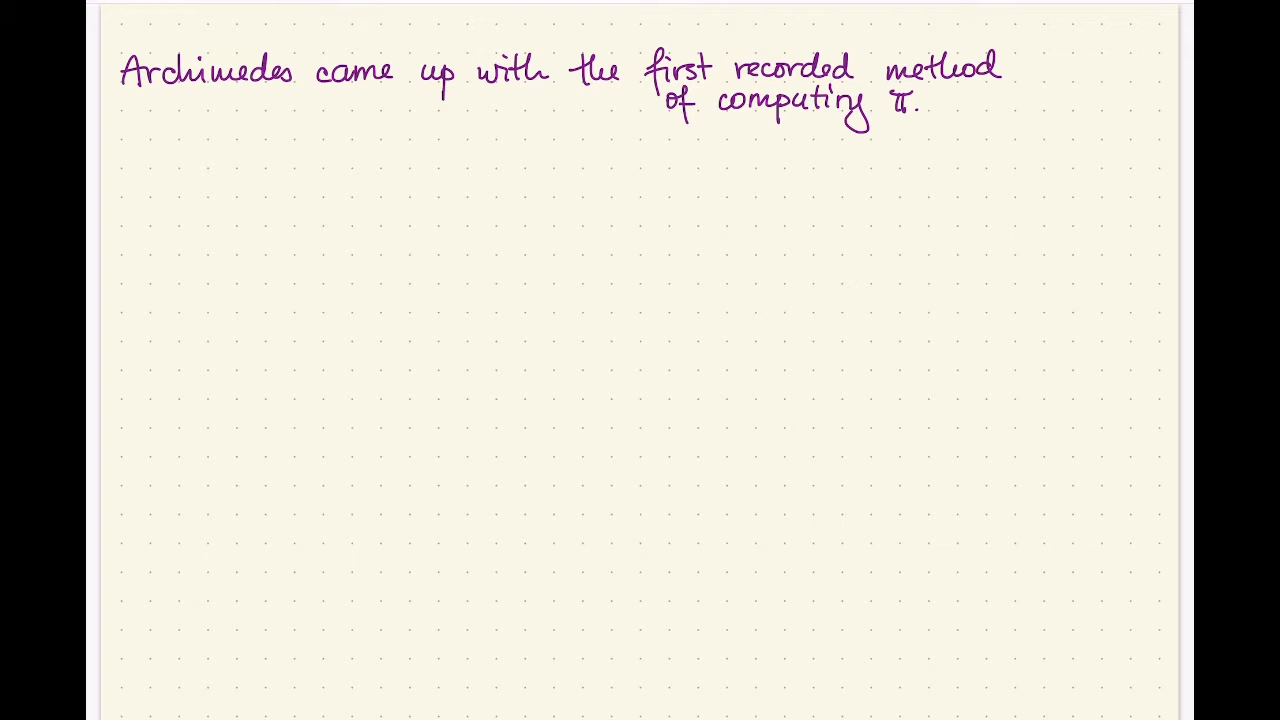 Archimedes came up with the first recorded method
of computing π.